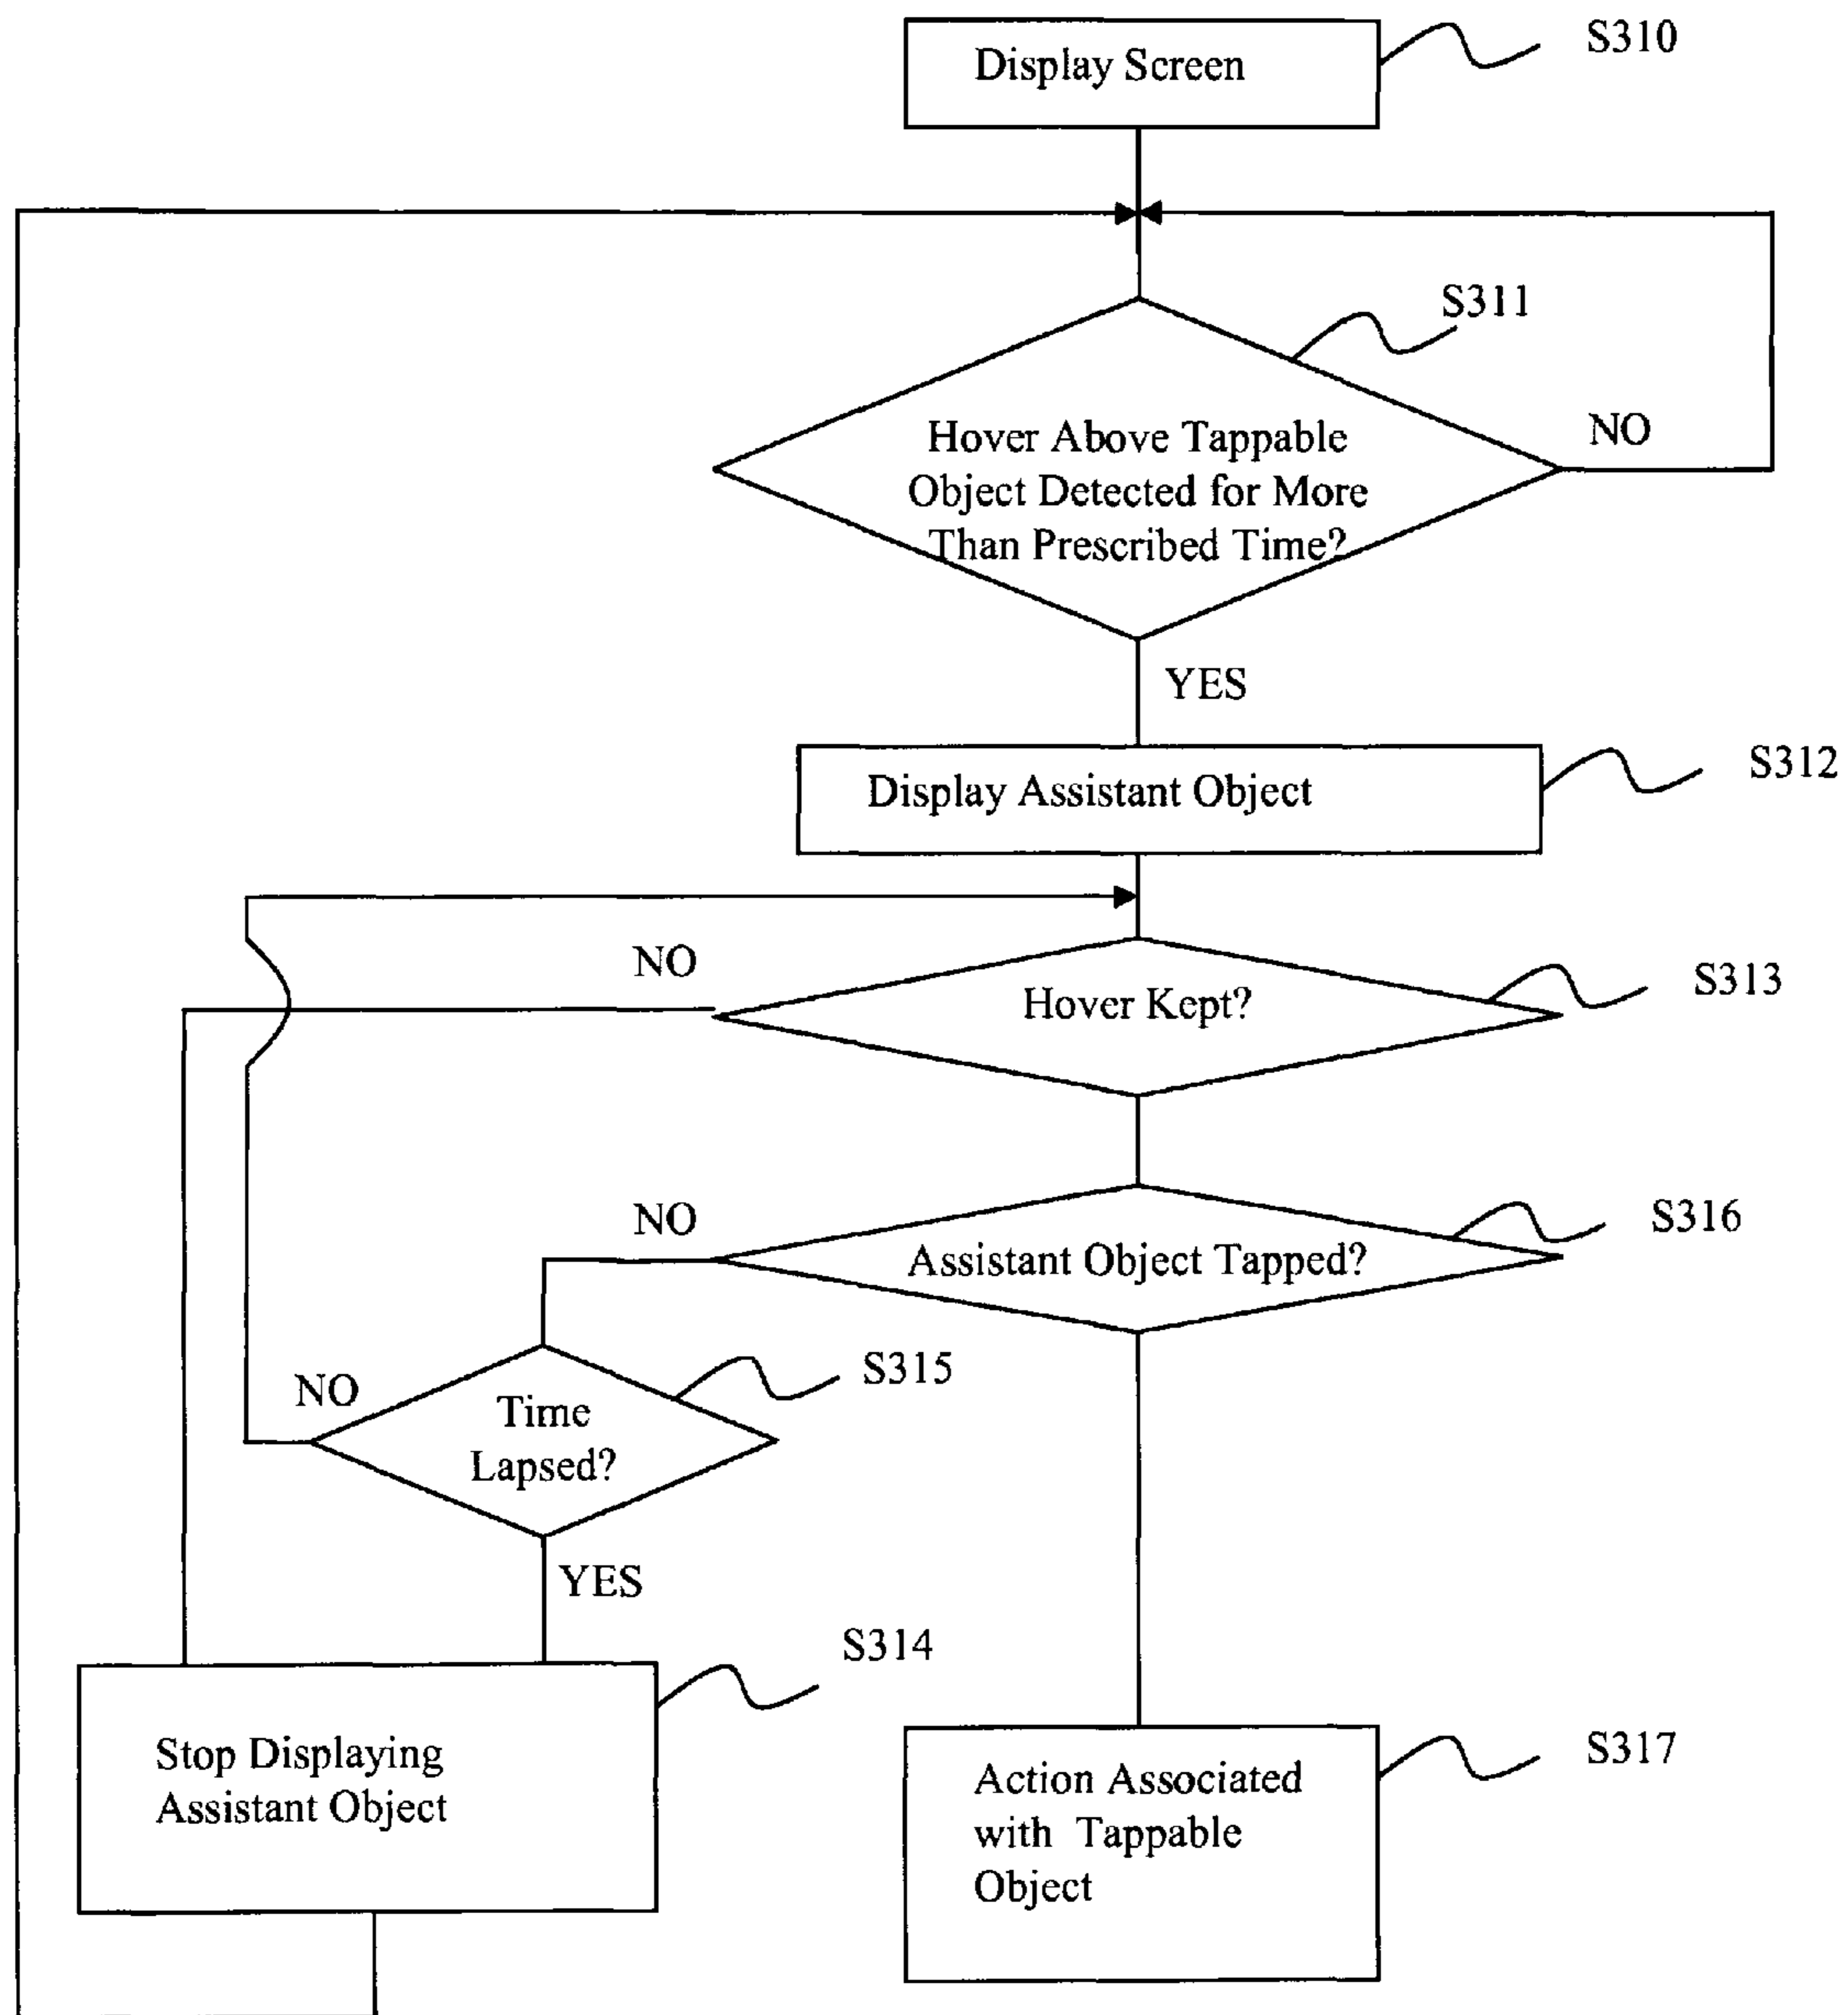 Display Screen
S310
S311
Hover Above Tappable
Object Detected for More
Than Prescribed Time?
NO
YES
Display Assistant Object
S312
NO
Hover Kept?
S313
NO
Assistant Object Tapped?
S316
NO
Time
Lapsed?
S315
YES
S314
Stop Displaying
Assistant Object
Action Associated
with Tappable
Object
S317